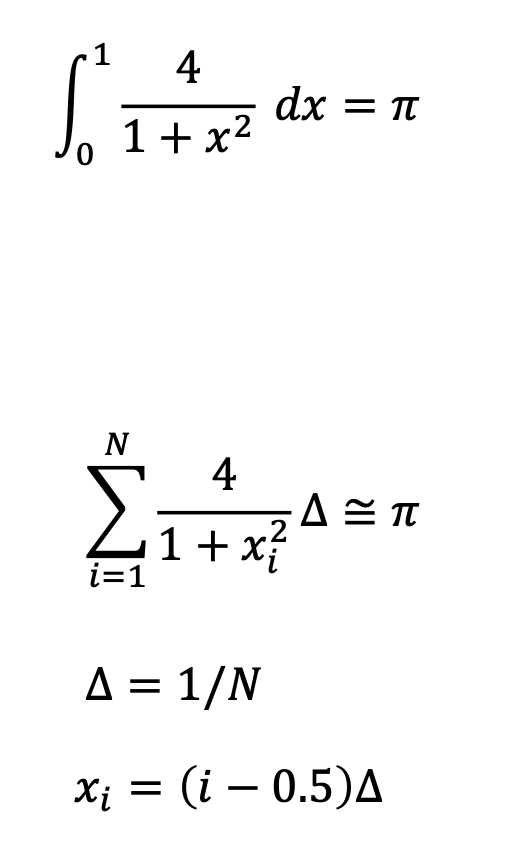 ∫₀¹ 4/(1 + x²) dx = π
∑ᵢ₌₁ᴺ 4/(1 + xᵢ²) Δ ≅ π
Δ = 1/N
xᵢ = (i − 0.5)Δ